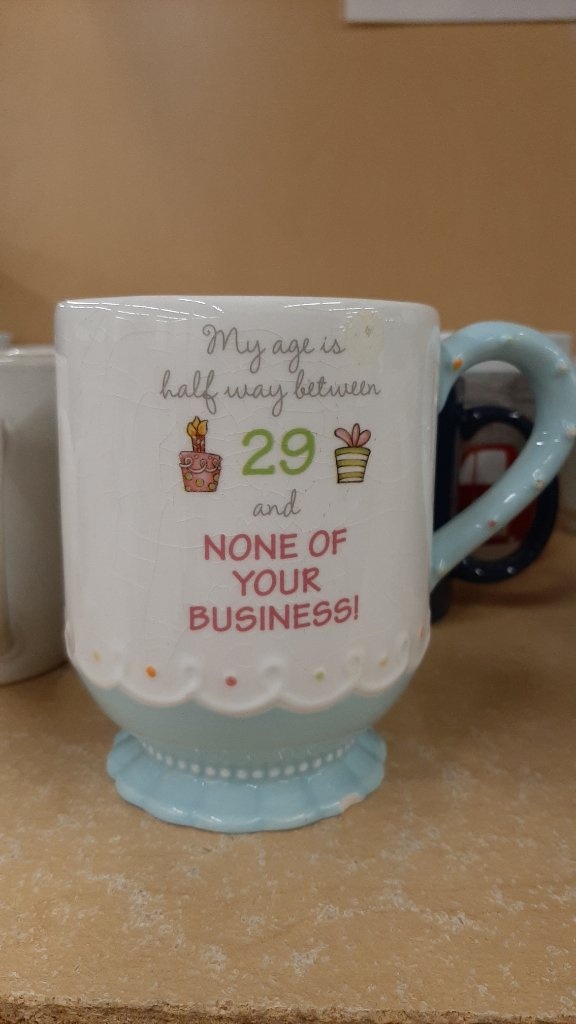 My age is
half way between
29
and
NONE OF
YOUR
BUSINESS!